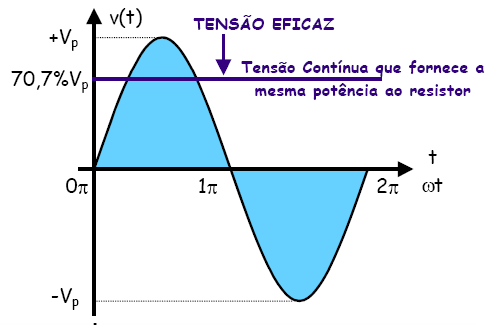 v(t)
TENSÃO EFICAZ
+Vp
Tensão Contínua que fornece a
mesma potência ao resistor
70,7%Vp
t
0π
1π
2π
ωt
-Vp